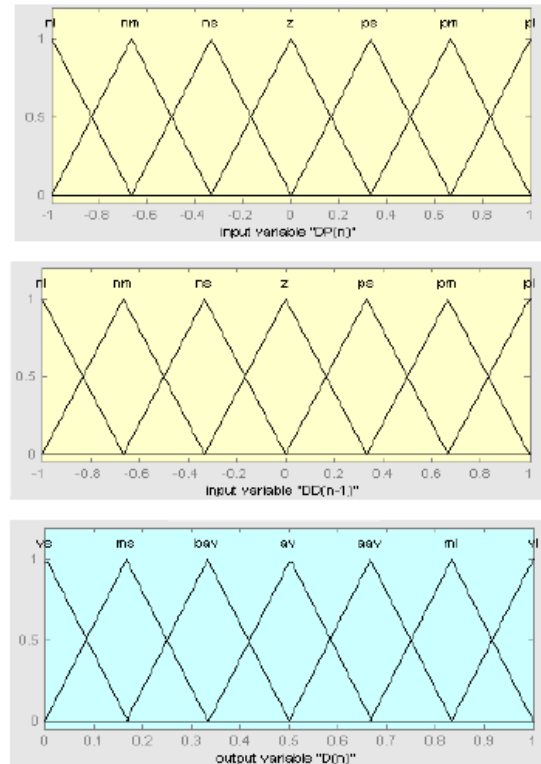 nl nm ns z ps pm pl
1
0.5
0
-1 -0.8 -0.6 -0.4 -0.2 0 0.2 0.4 0.6 0.8 1
input variable "DP(n)"
nl nm ns z ps pm pl
1
0.5
0
-1 -0.8 -0.6 -0.4 -0.2 0 0.2 0.4 0.6 0.8 1
input variable "DD(n-1)"
vs ms bav av aav ml vl
1
0.5
0
0 0.1 0.2 0.3 0.4 0.5 0.6 0.7 0.8 0.9 1
output variable "D(n)"